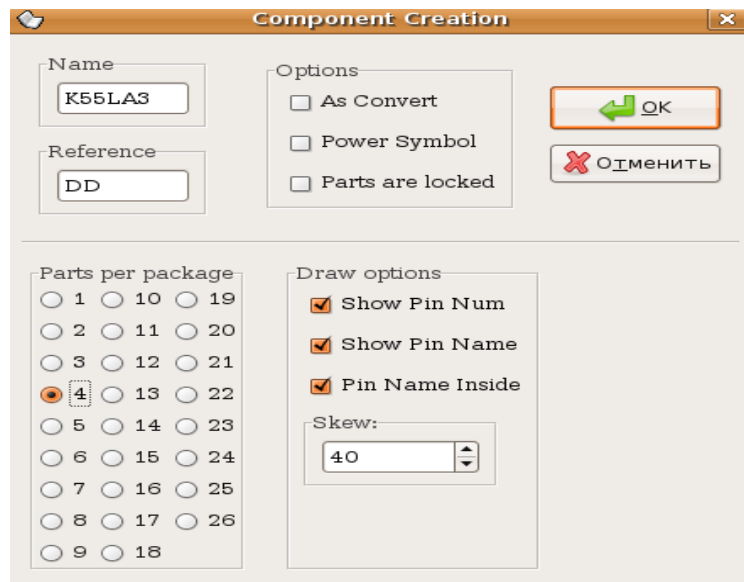 Component Creation
Name
K55LA3
Reference
DD
Options
As Convert
Power Symbol
Parts are locked
OK
Отменить
Parts per package
1 10 19
2 11 20
3 12 21
4 13 22
5 14 23
6 15 24
7 16 25
8 17 26
9 18
Draw options
Show Pin Num
Show Pin Name
Pin Name Inside
Skew:
40